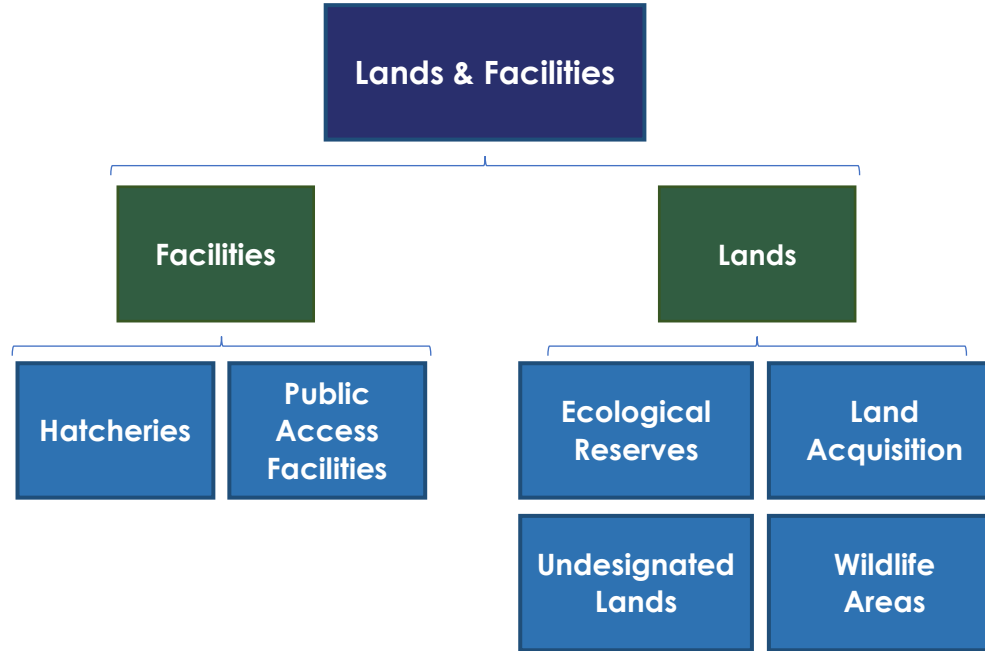 Lands & Facilities
Facilities
Lands
Hatcheries
Public
Access
Facilities
Ecological
Reserves
Land
Acquisition
Undesignated
Lands
Wildlife
Areas